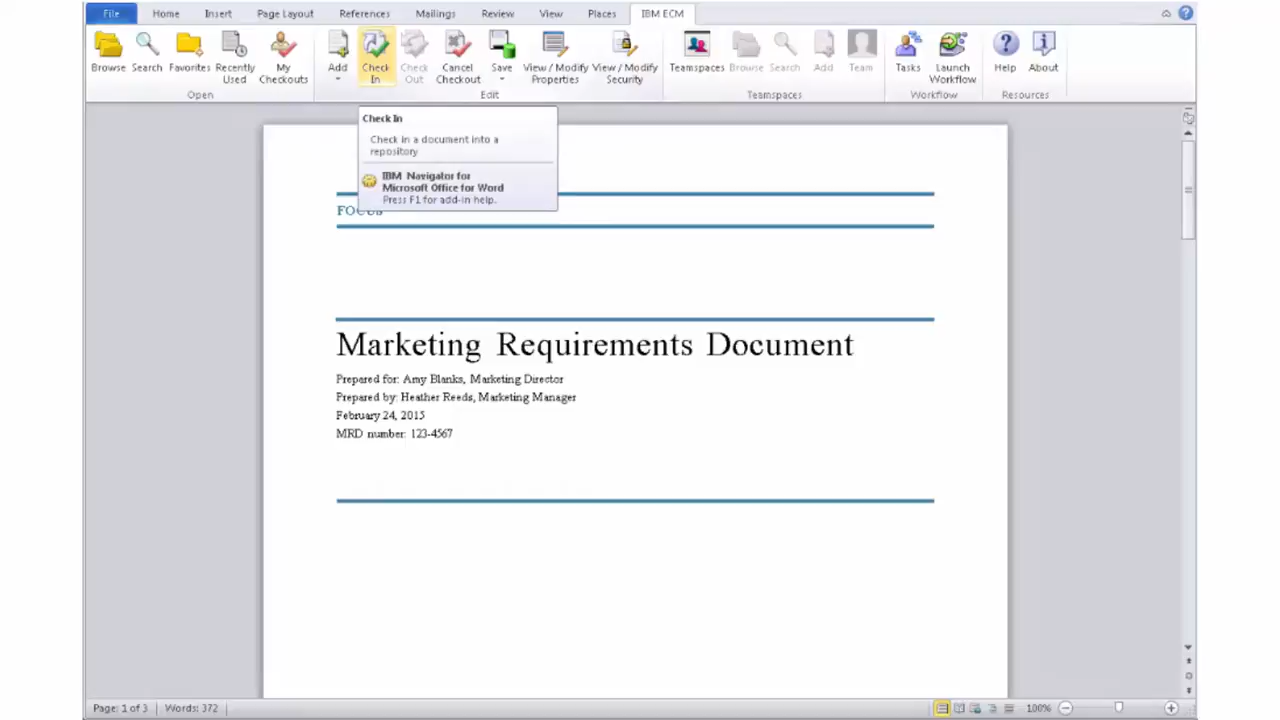 File Home Insert Page Layout References Mailings Review View Places IBM ECM
Browse Search Favorites Recently Used My Checkouts Add Check In Check Out Cancel Checkout Save View / Modify Properties View / Modify Security Teamspaces Browse Search Add Team Tasks Launch Workflow Help About
Open Edit Teamspaces Workflow Resources
Check In
Check in a document into a
repository
IBM Navigator for
Microsoft Office for Word
Press F1 for add-in help.
FOCUS
Marketing Requirements Document
Prepared for: Amy Blanks, Marketing Director
Prepared by: Heather Reeds, Marketing Manager
February 24, 2015
MRD number: 123-4567
Page: 1 of 3 Words: 372 100%